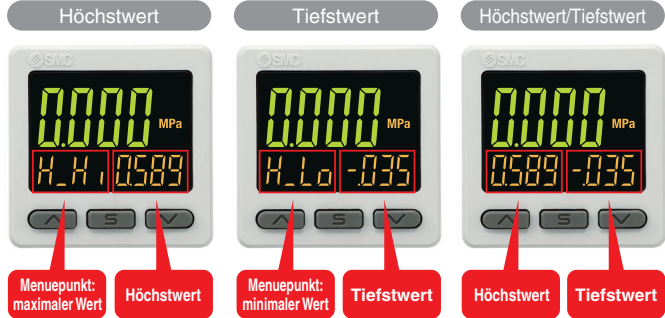 Höchstwert
SMC
0.000
MPa
H_Hi 0.589
∧ S ∨
Menuepunkt:
maximaler Wert
Höchstwert
Tiefstwert
SMC
0.000
MPa
H_Lo -.035
∧ S ∨
Menuepunkt:
minimaler Wert
Tiefstwert
Höchstwert/Tiefstwert
SMC
0.000
MPa
0.589 -.035
∧ S ∨
Höchstwert
Tiefstwert